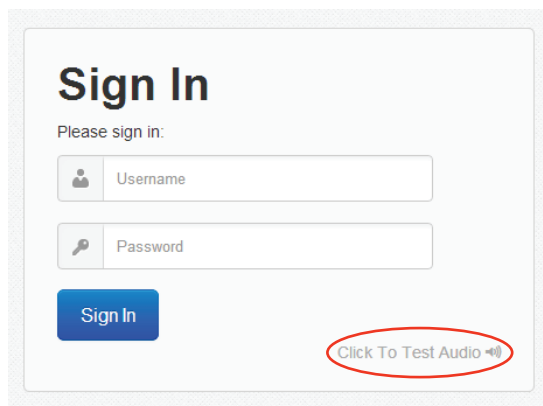 Sign In
Please sign in:
Username
Password
Sign In
Click To Test Audio